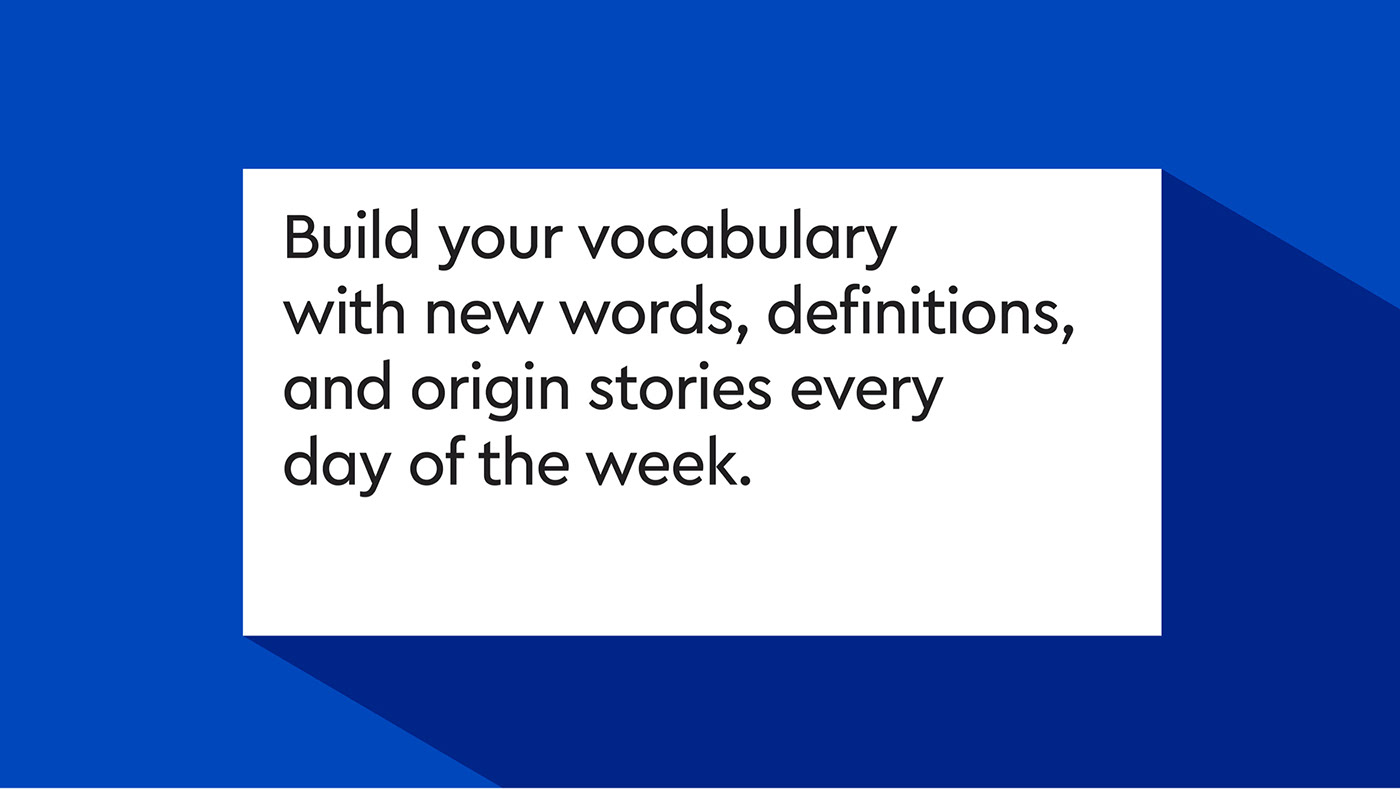 Build your vocabulary
with new words, definitions,
and origin stories every
day of the week.